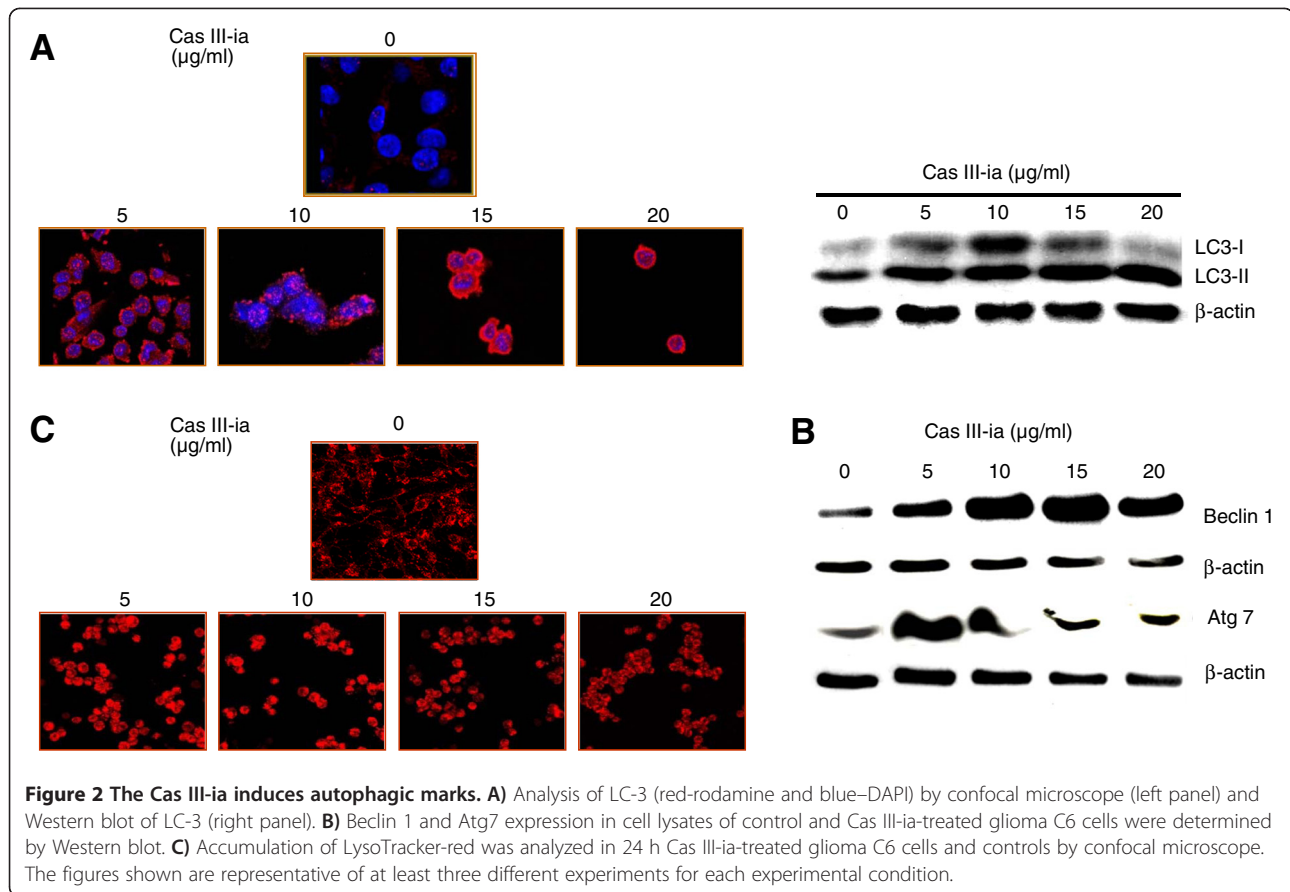 A
Cas III-ia
(µg/ml)
0
5 10 15 20
Cas III-ia (µg/ml)
0 5 10 15 20
LC3-I
LC3-II
β-actin
C
Cas III-ia
(µg/ml)
0
5 10 15 20
B
Cas III-ia (µg/ml)
0 5 10 15 20
Beclin 1
β-actin
Atg 7
β-actin
Figure 2 The Cas III-ia induces autophagic marks. A) Analysis of LC-3 (red-rodamine and blue–DAPI) by confocal microscope (left panel) and
Western blot of LC-3 (right panel). B) Beclin 1 and Atg7 expression in cell lysates of control and Cas III-ia-treated glioma C6 cells were determined
by Western blot. C) Accumulation of LysoTracker-red was analyzed in 24 h Cas III-ia-treated glioma C6 cells and controls by confocal microscope.
The figures shown are representative of at least three different experiments for each experimental condition.